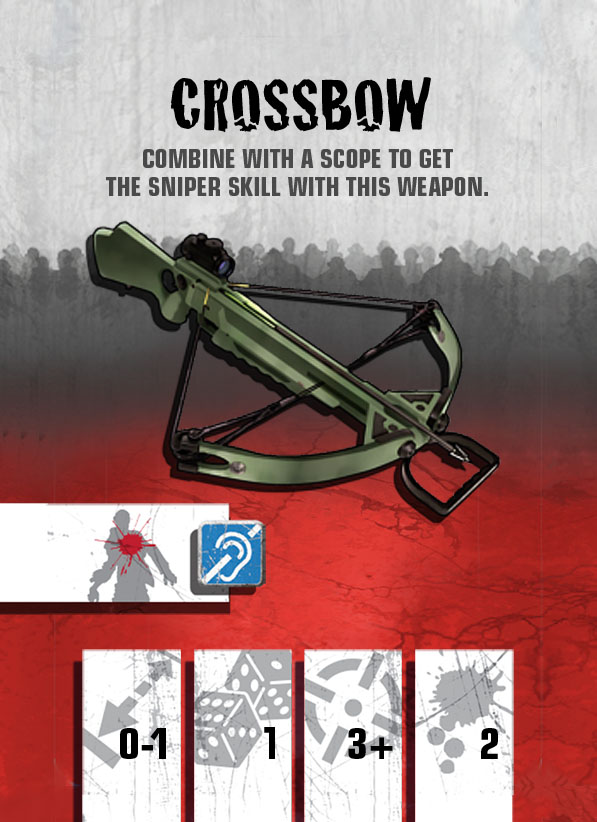 CROSSBOW
COMBINE WITH A SCOPE TO GET
THE SNIPER SKILL WITH THIS WEAPON.
0-1 1 3+ 2